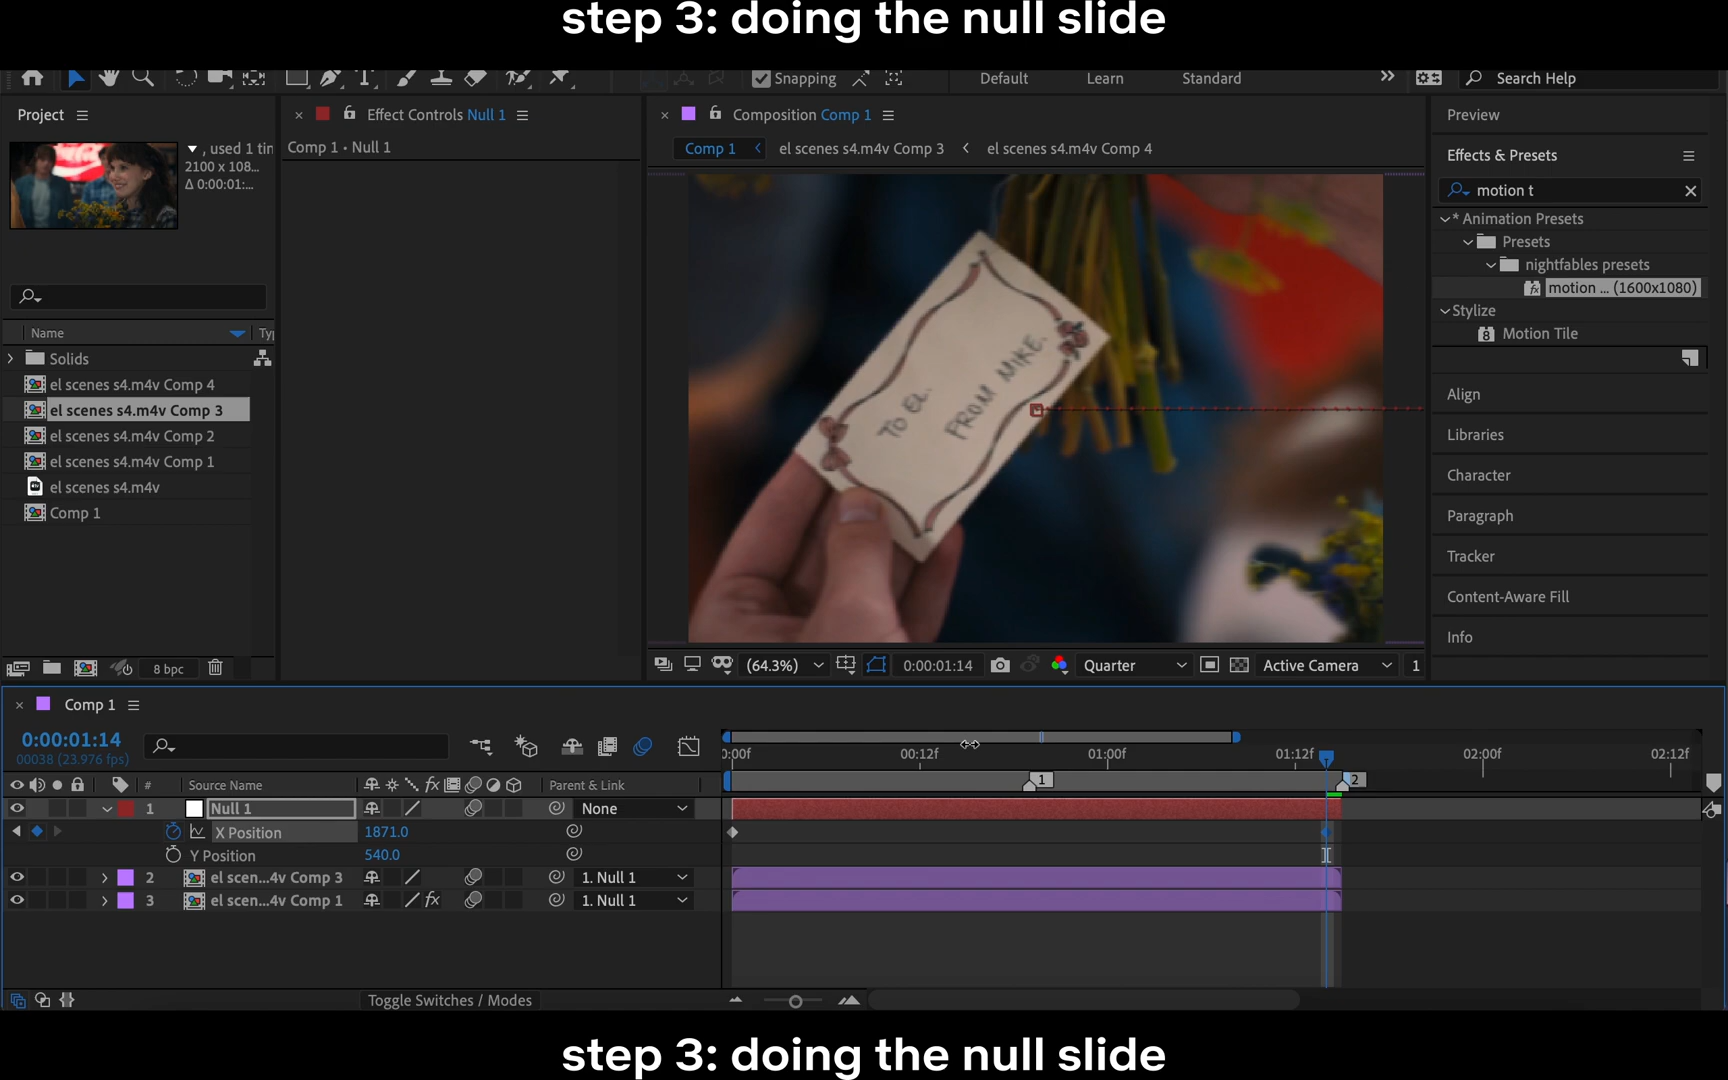 step 3: doing the null slide
Snapping
Default
Learn
Standard
Search Help
Project
, used 1 tin
2100 x 108...
Δ 0:00:01:...
Name
Typ
Solids
el scenes s4.m4v Comp 4
el scenes s4.m4v Comp 3
el scenes s4.m4v Comp 2
el scenes s4.m4v Comp 1
el scenes s4.m4v
Comp 1
8 bpc
Effect Controls Null 1
Comp 1 • Null 1
Composition Comp 1
Comp 1
el scenes s4.m4v Comp 3
el scenes s4.m4v Comp 4
TO EL.
FROM MIKE.
(64.3%)
0:00:01:14
Quarter
Active Camera
1
Preview
Effects & Presets
motion t
* Animation Presets
Presets
nightfables presets
motion ... (1600x1080)
Stylize
Motion Tile
Align
Libraries
Character
Paragraph
Tracker
Content-Aware Fill
Info
Comp 1
0:00:01:14
00038 (23.976 fps)
0:00f
00:12f
01:00f
01:12f
02:00f
02:12f
1
2
#
Source Name
fx
Parent & Link
1
Null 1
None
X Position
1871.0
Y Position
540.0
2
el scen...4v Comp 3
1. Null 1
3
el scen...4v Comp 1
fx
1. Null 1
Toggle Switches / Modes
step 3: doing the null slide